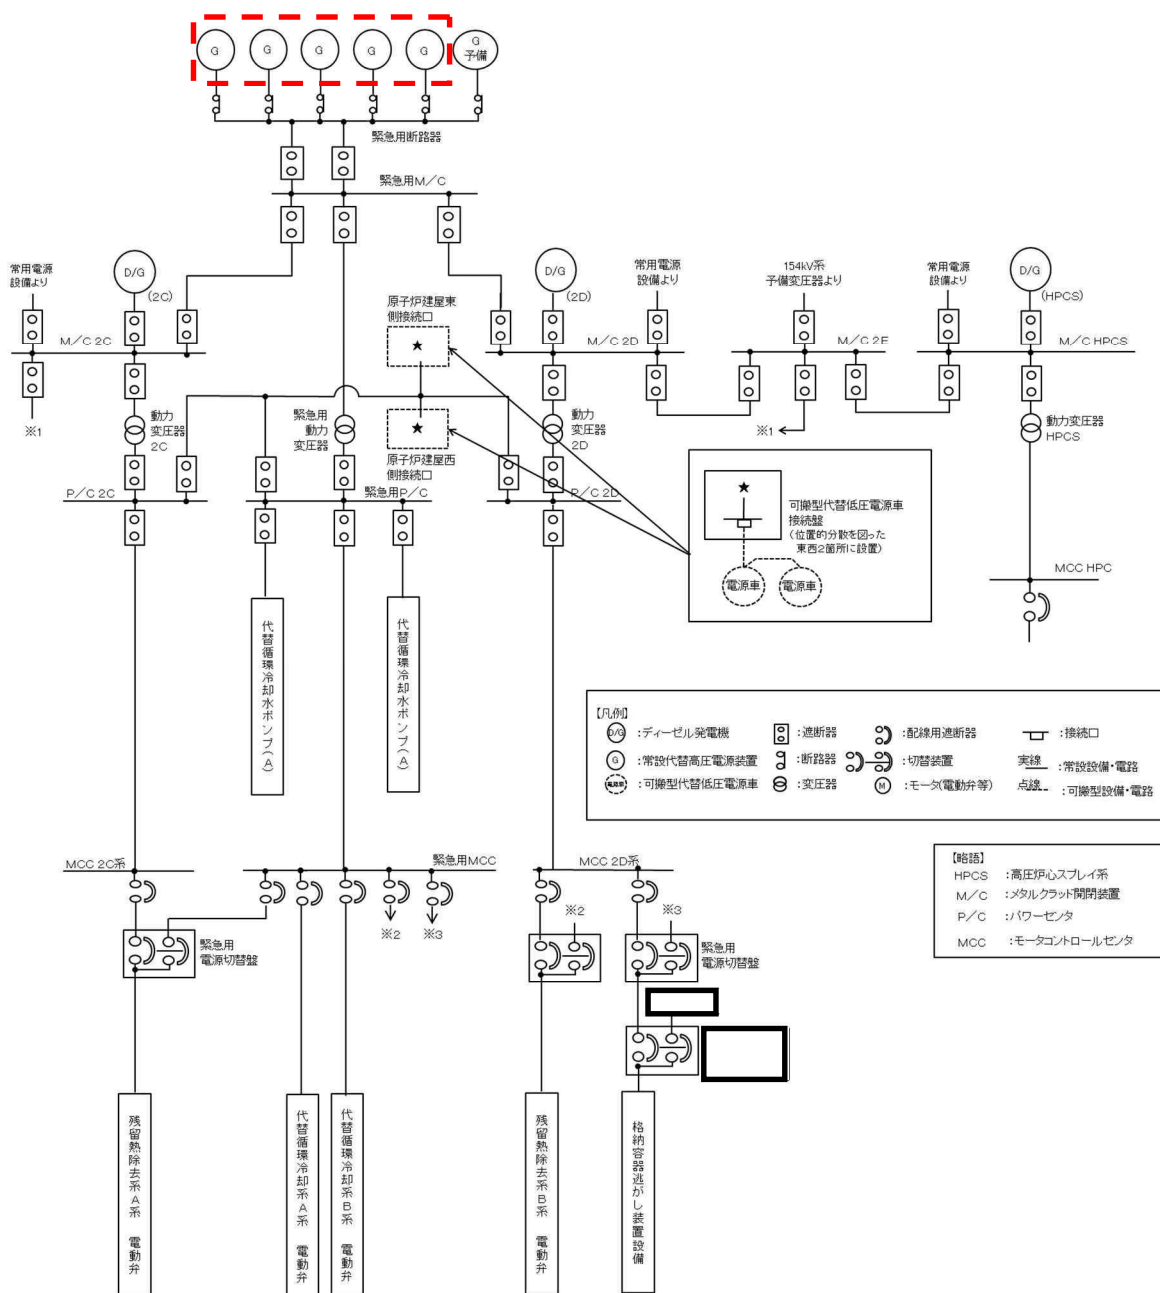 G G G G G G
予備
緊急用断路器
緊急用M/C
常用電源
設備より
D/G
(2C)
D/G
(2D)
常用電源
設備より
154kV系
予備変圧器より
常用電源
設備より
D/G
(HPCS)
原子炉建屋東
側接続口
★
M/C 2C
M/C 2D
M/C 2E
M/C HPCS
※1
動力
変圧器
2C
緊急用
動力
変圧器
★
原子炉建屋西
側接続口
動力
変圧器
2D
※1
動力変圧器
HPCS
P/C 2C
緊急用P/C
P/C 2D
★
可搬型代替低圧電源車
接続盤
(位置的分散を図った
東西2箇所に設置)
電源車 電源車
MCC HPC
代替循環冷却水ポンプ(A)
代替循環冷却水ポンプ(A)
【凡例】
D/G :ディーゼル発電機
:遮断器
:配線用遮断器
:接続口
G :常設代替高圧電源装置
:断路器
:切替装置
実線 :常設設備・電路
電源車 :可搬型代替低圧電源車
:変圧器
M :モータ(電動弁等)
点線 :可搬型設備・電路
MCC 2C系
緊急用MCC
MCC 2D系
【略語】
HPCS :高圧炉心スプレイ系
M/C :メタルクラッド開閉装置
P/C :パワーセンタ
MCC :モータコントロールセンタ
※2 ※3
※2
※3
緊急用
電源切替盤
緊急用
電源切替盤
残留熱除去系A系 電動弁
代替循環冷却系A系 電動弁
代替循環冷却系B系 電動弁
残留熱除去系B系 電動弁
格納容器逃がし装置設備